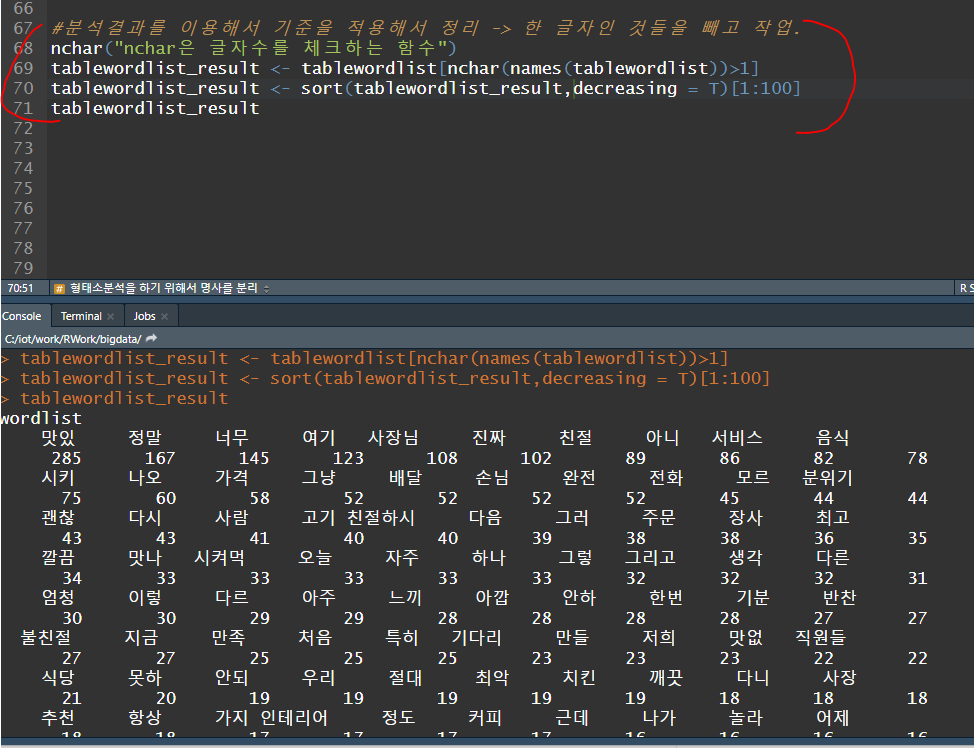 66
67 #분석결과를 이용해서 기준을 적용해서 정리 -> 한 글자인 것들을 빼고 작업.
68 nchar("nchar은 글자수를 체크하는 함수")
69 tablewordlist_result <- tablewordlist[nchar(names(tablewordlist))>1]
70 tablewordlist_result <- sort(tablewordlist_result,decreasing = T)[1:100]
71 tablewordlist_result
72
73
74
75
76
77
78
79
70:51 # 형태소분석을 하기 위해서 명사를 분리 R S
Console Terminal × Jobs ×
C:/iot/work/RWork/bigdata/
> tablewordlist_result <- tablewordlist[nchar(names(tablewordlist))>1]
> tablewordlist_result <- sort(tablewordlist_result,decreasing = T)[1:100]
> tablewordlist_result
wordlist
맛있 정말 너무 여기 사장님 진짜 친절 아니 서비스 음식
285 167 145 123 108 102 89 86 82 78
시키 나오 가격 그냥 배달 손님 완전 전화 모르 분위기
75 60 58 52 52 52 52 45 44 44
괜찮 다시 사람 고기 친절하시 다음 그러 주문 장사 최고
43 43 41 40 40 39 38 38 36 35
깔끔 맛나 시켜먹 오늘 자주 하나 그렇 그리고 생각 다른
34 33 33 33 33 33 32 32 32 31
엄청 이렇 다르 아주 느끼 아깝 안하 한번 기분 반찬
30 30 29 29 28 28 28 28 27 27
불친절 지금 만족 처음 특히 기다리 만들 저희 맛없 직원들
27 27 25 25 25 23 23 23 22 22
식당 못하 안되 우리 절대 최악 치킨 깨끗 다니 사장
21 20 19 19 19 19 19 18 18 18
추천 항상 가지 인테리어 정도 커피 근데 나가 놀라 어제
18 18 17 17 17 17 16 16 16 16